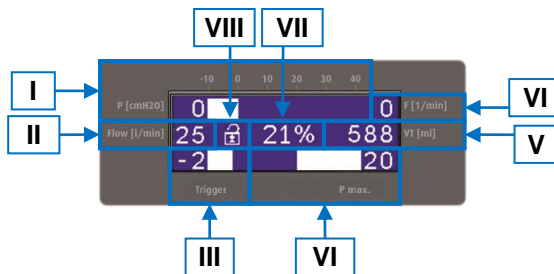 VIII VII
-10 0 10 20 30 40
I P [cmH2O] 0 0 F [1/min] VI
II Flow [l/min] 25 21% 588 VT [ml] V
-2 20
Trigger P max.
III VI